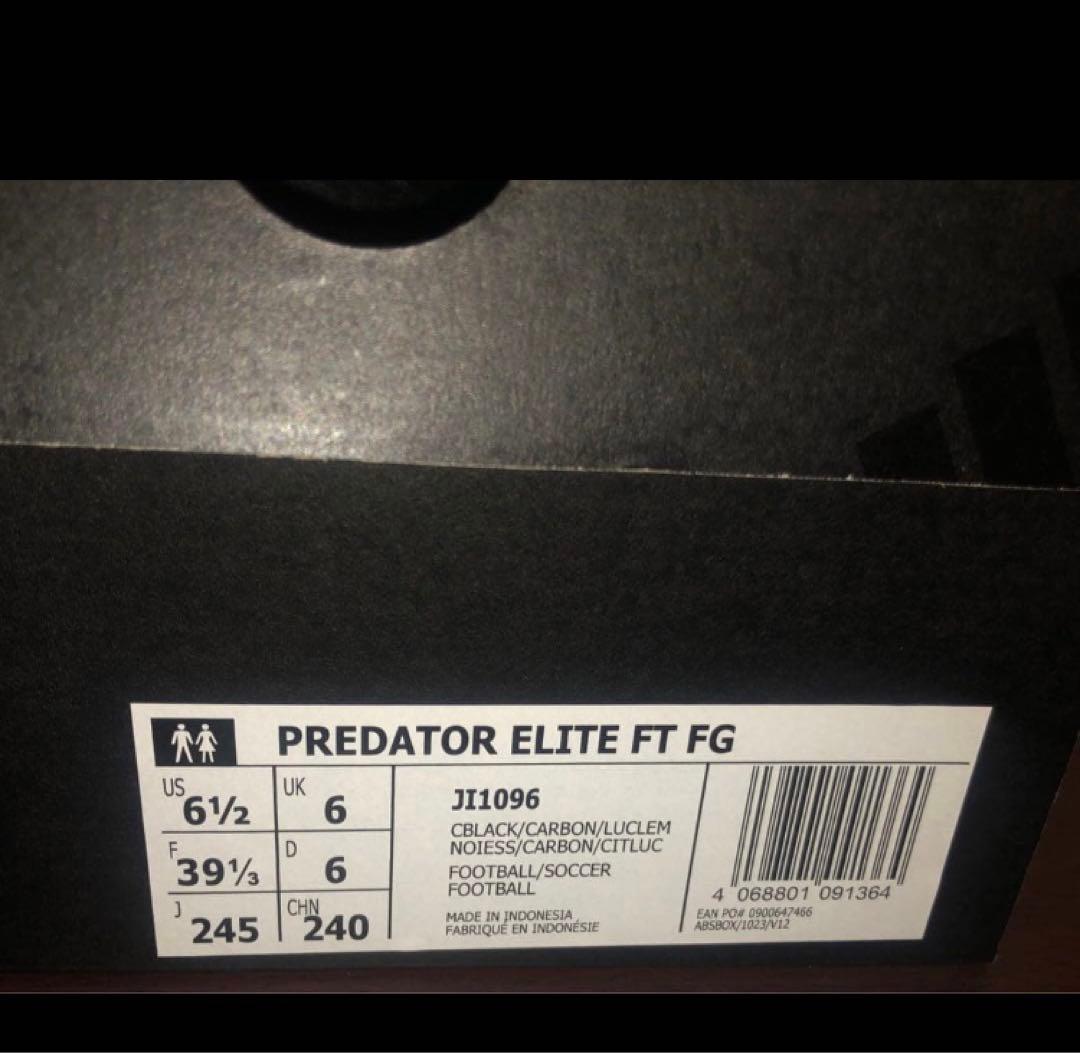 PREDATOR ELITE FT FG
US 6½ UK 6
F 39⅓ D 6
J 245 CHN 240
JI1096
CBLACK/CARBON/LUCLEM
NOIESS/CARBON/CITLUC
FOOTBALL/SOCCER
FOOTBALL
MADE IN INDONESIA
FABRIQUÉ EN INDONÉSIE
4 068801 091364
EAN PO# 0900647466
ABSBOX/1023/V12